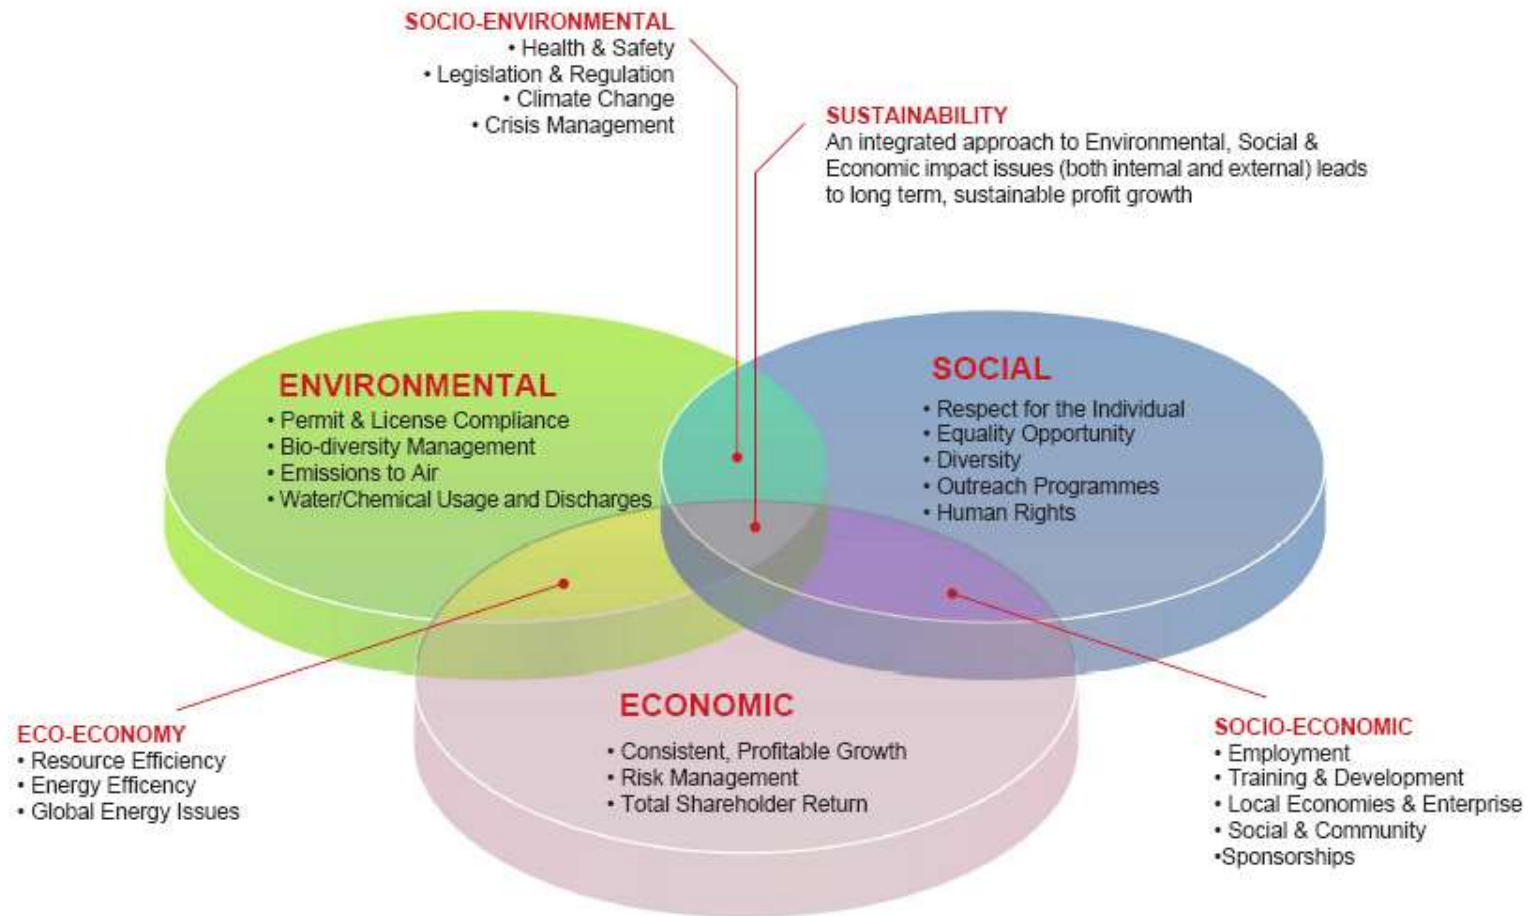 SOCIO-ENVIRONMENTAL
• Health & Safety
• Legislation & Regulation
• Climate Change
• Crisis Management
SUSTAINABILITY
An integrated approach to Environmental, Social &
Economic impact issues (both internal and external) leads
to long term, sustainable profit growth
ENVIRONMENTAL
• Permit & License Compliance
• Bio-diversity Management
• Emissions to Air
• Water/Chemical Usage and Discharges
SOCIAL
• Respect for the Individual
• Equality Opportunity
• Diversity
• Outreach Programmes
• Human Rights
ECONOMIC
• Consistent, Profitable Growth
• Risk Management
• Total Shareholder Return
ECO-ECONOMY
• Resource Efficiency
• Energy Efficency
• Global Energy Issues
SOCIO-ECONOMIC
• Employment
• Training & Development
• Local Economies & Enterprise
• Social & Community
•Sponsorships